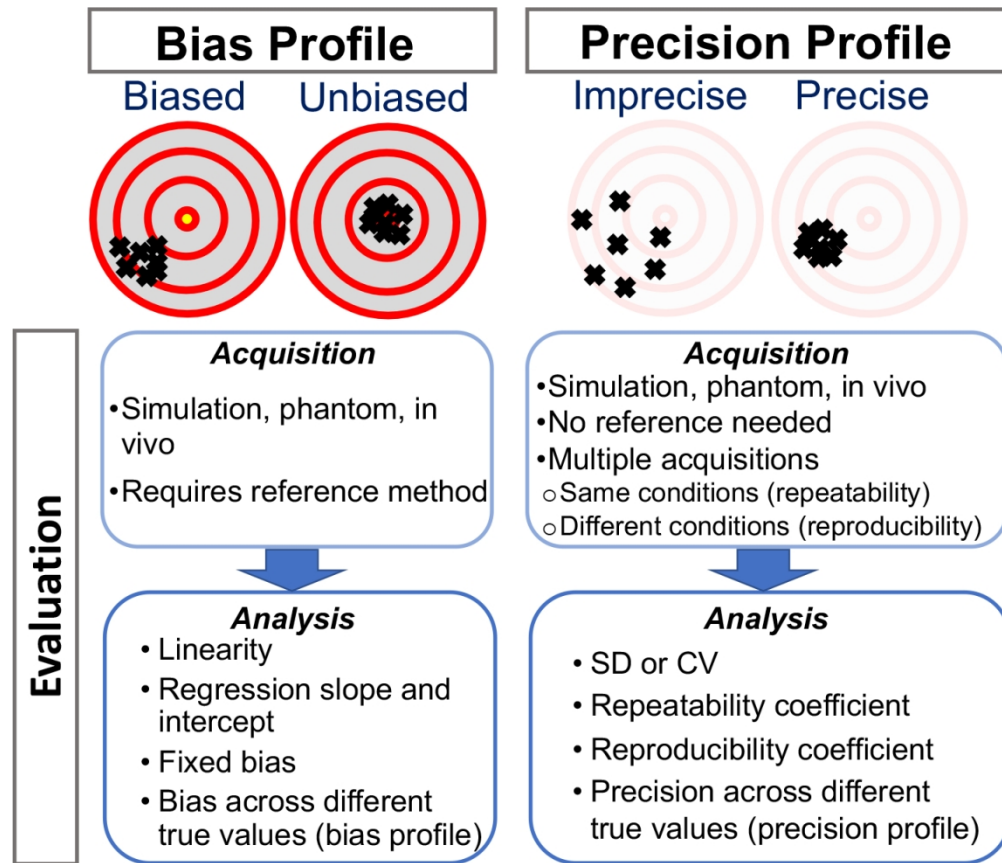 Bias Profile
Biased Unbiased
Precision Profile
Imprecise Precise
Evaluation
Acquisition
•Simulation, phantom, in
vivo
•Requires reference method
Acquisition
•Simulation, phantom, in vivo
•No reference needed
•Multiple acquisitions
○Same conditions (repeatability)
○Different conditions (reproducibility)
Analysis
• Linearity
• Regression slope and
intercept
• Fixed bias
• Bias across different
true values (bias profile)
Analysis
• SD or CV
• Repeatability coefficient
• Reproducibility coefficient
• Precision across different
true values (precision profile)